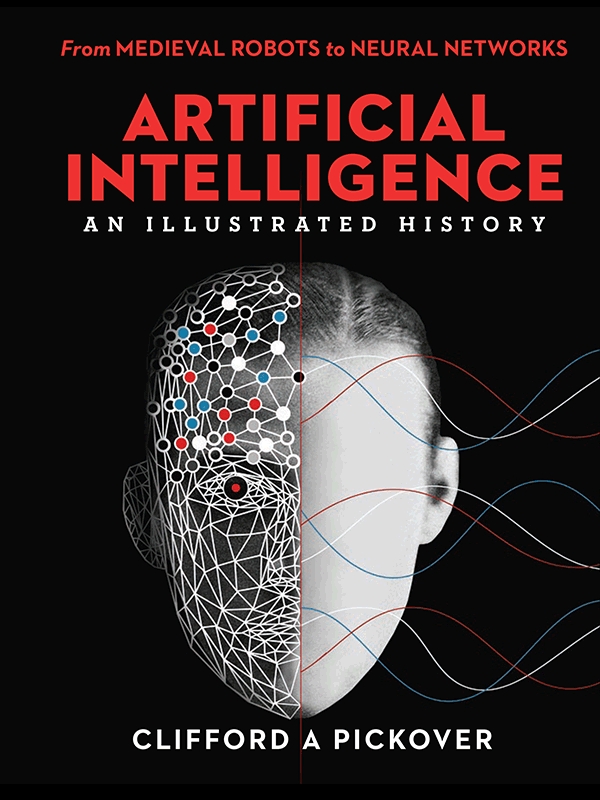 From MEDIEVAL ROBOTS to NEURAL NETWORKS
ARTIFICIAL
INTELLIGENCE
AN ILLUSTRATED HISTORY
CLIFFORD A PICKOVER